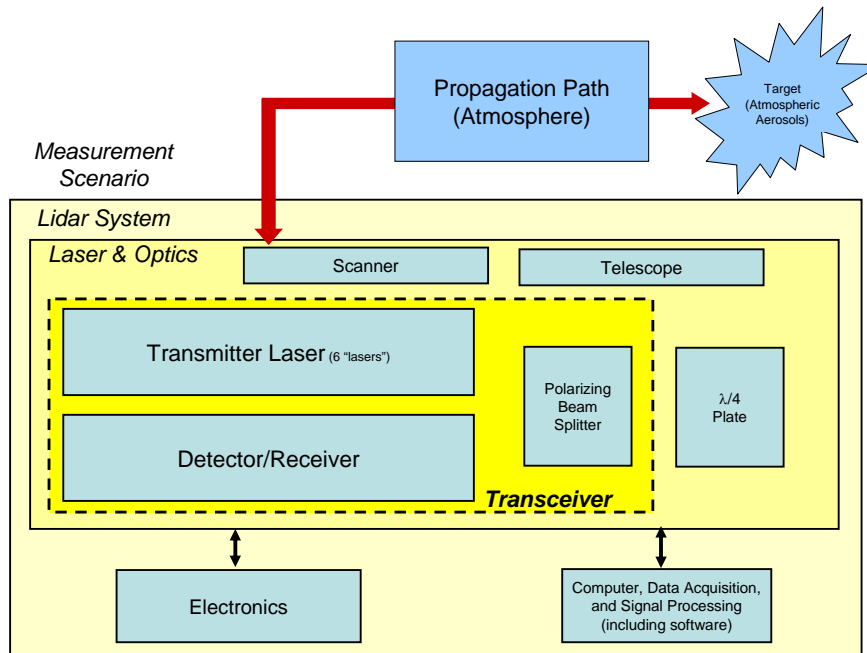 Propagation Path
(Atmosphere)
Target
(Atmospheric
Aerosols)
Measurement
Scenario
Lidar System
Laser & Optics
Scanner
Telescope
Transmitter Laser (6 “lasers”)
Polarizing
Beam
Splitter
λ/4
Plate
Detector/Receiver
Transceiver
Electronics
Computer, Data Acquisition,
and Signal Processing
(including software)